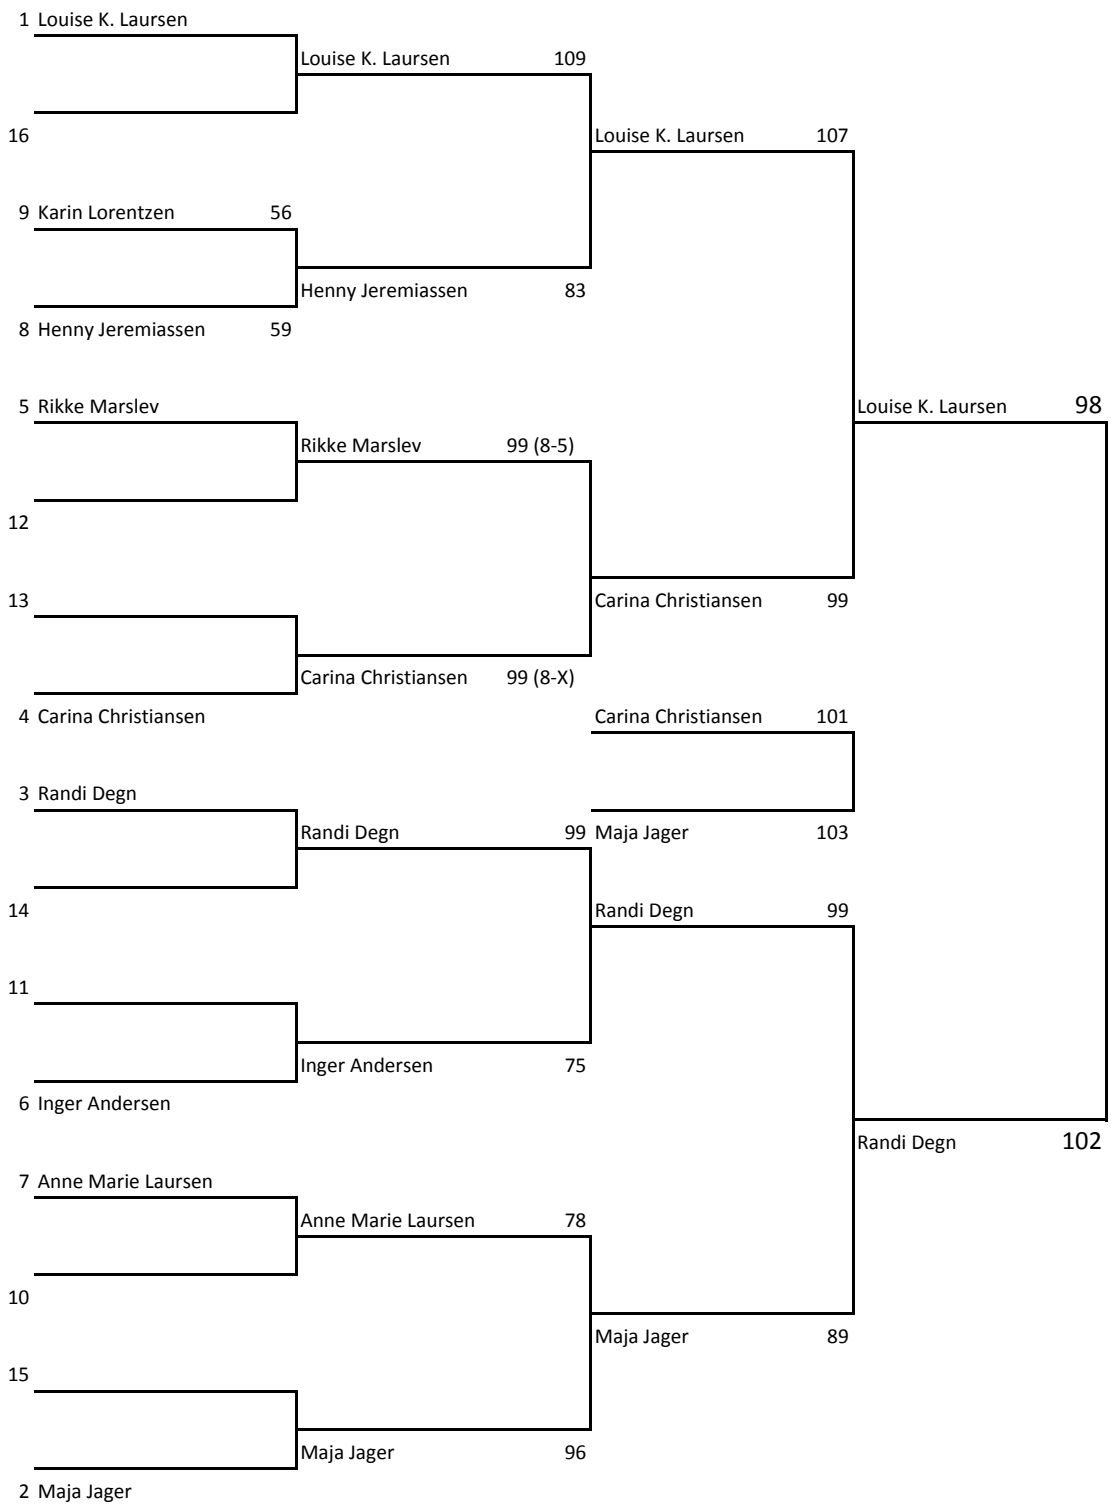 1 Louise K. Laursen
Louise K. Laursen 109
16
Louise K. Laursen 107
9 Karin Lorentzen 56
Henny Jeremiassen 83
8 Henny Jeremiassen 59
5 Rikke Marslev
Louise K. Laursen 98
Rikke Marslev 99 (8-5)
12
13
Carina Christiansen 99
Carina Christiansen 99 (8-X)
4 Carina Christiansen
Carina Christiansen 101
3 Randi Degn
Randi Degn 99
Maja Jager 103
14
Randi Degn 99
11
Inger Andersen 75
6 Inger Andersen
Randi Degn 102
7 Anne Marie Laursen
Anne Marie Laursen 78
10
Maja Jager 89
15
Maja Jager 96
2 Maja Jager